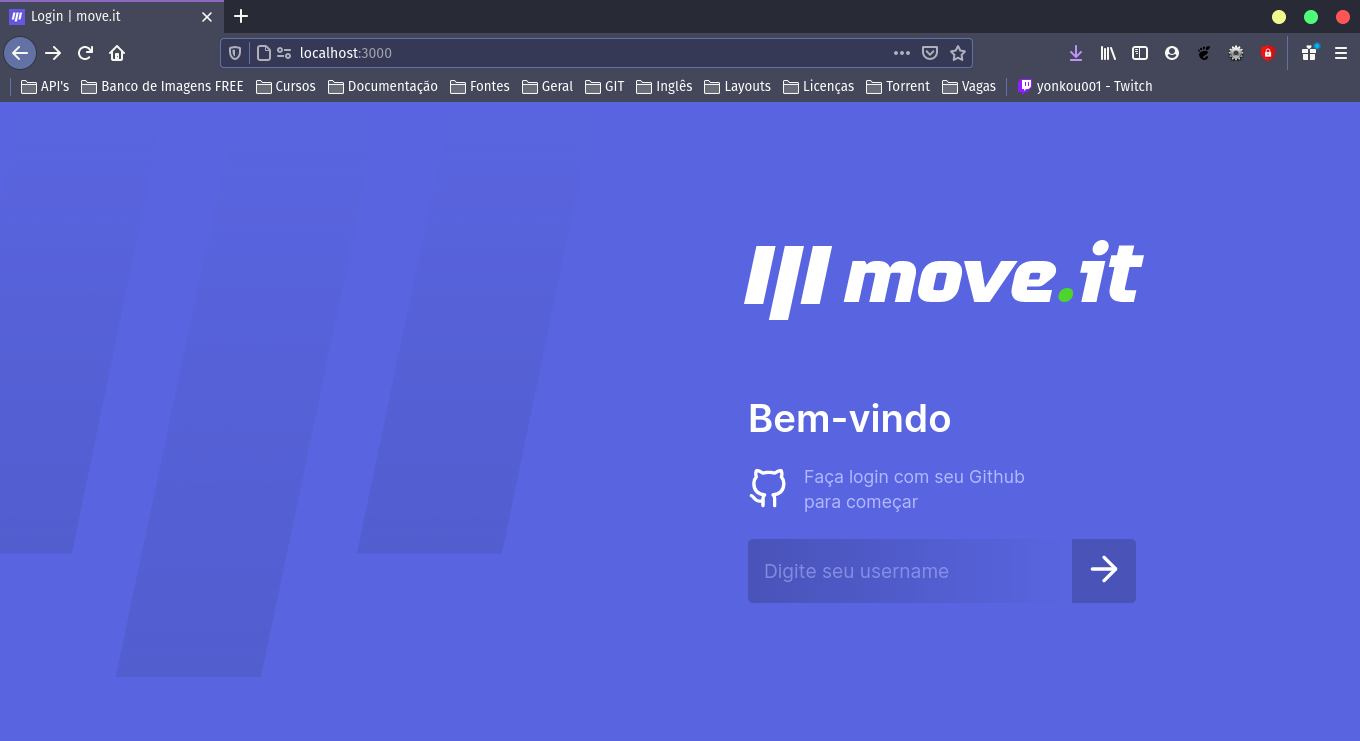 Login | move.it
localhost:3000
API's Banco de Imagens FREE Cursos Documentação Fontes Geral GIT Inglês Layouts Licenças Torrent Vagas yonkou001 - Twitch
move.it
Bem-vindo
Faça login com seu Github
para começar
Digite seu username